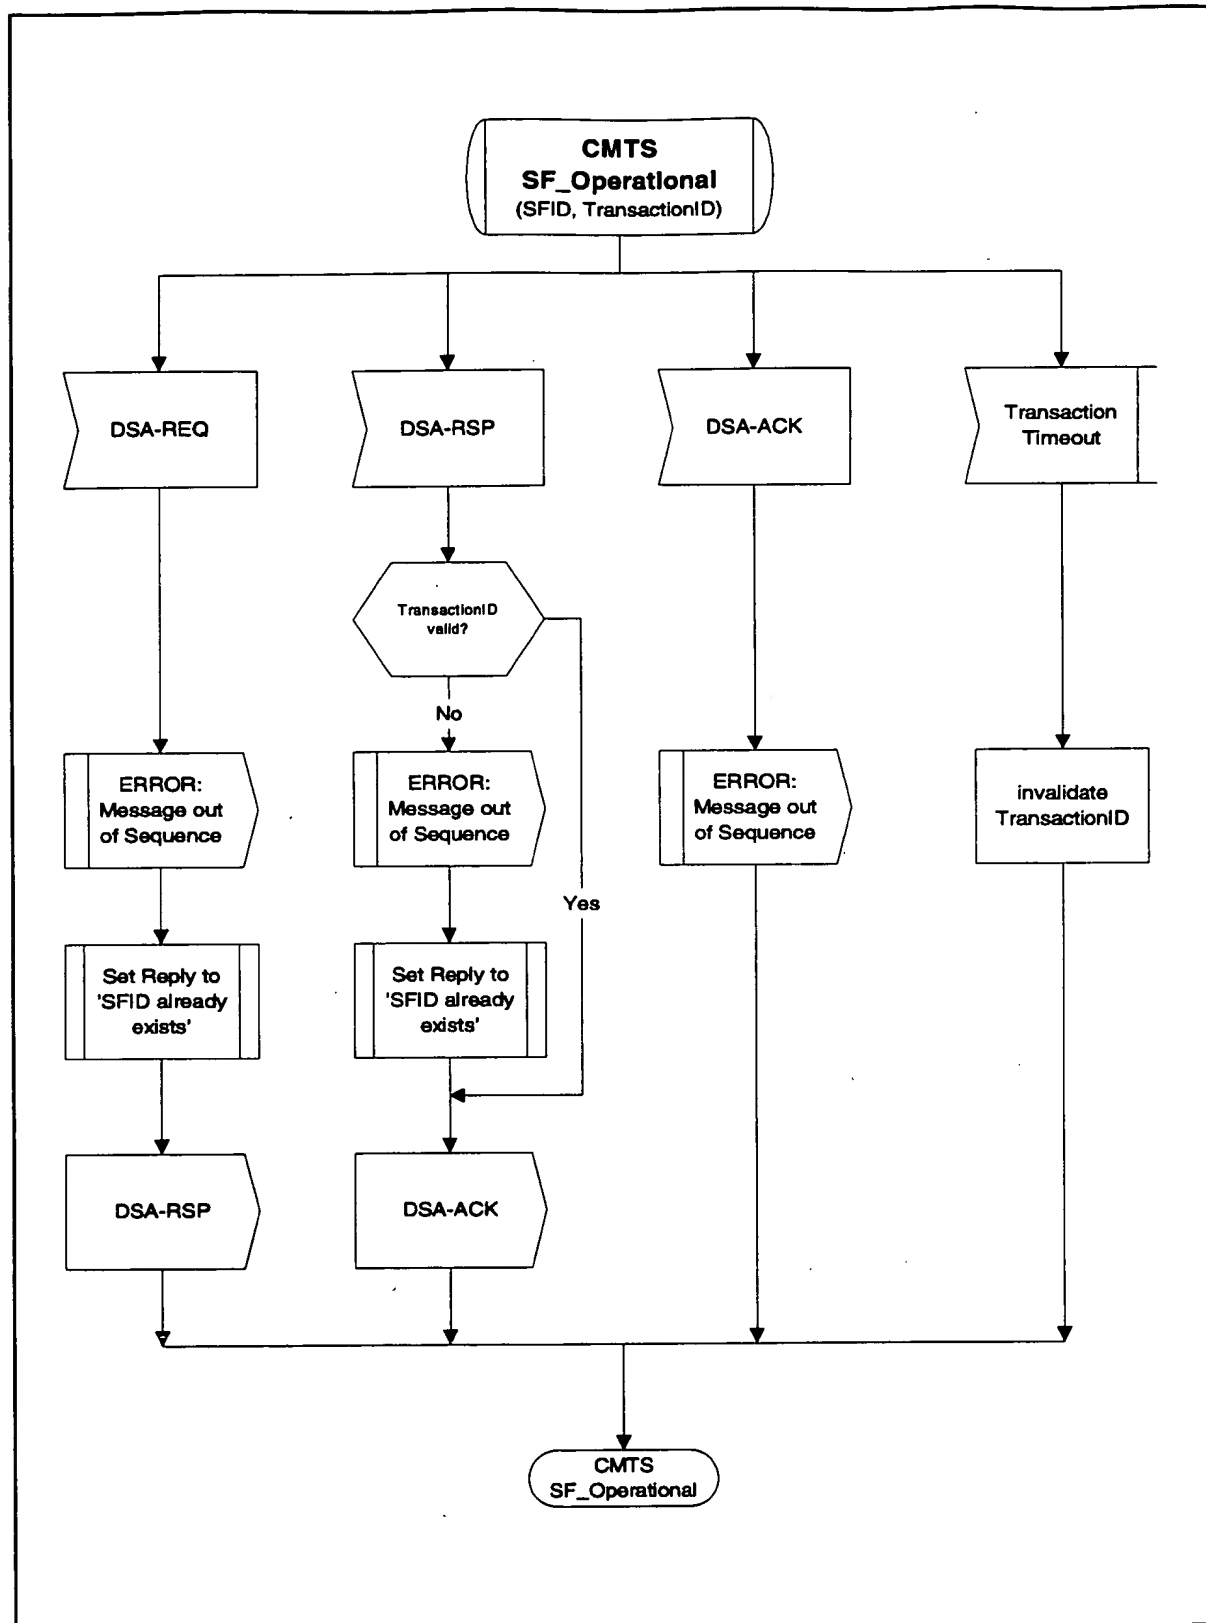 CMTS
SF_Operational
(SFID, TransactionID)
DSA-REQ
DSA-RSP
DSA-ACK
Transaction
Timeout
TransactionID
valid?
No
ERROR:
Message out
of Sequence
ERROR:
Message out
of Sequence
ERROR:
Message out
of Sequence
invalidate
TransactionID
Yes
Set Reply to
'SFID already
exists'
Set Reply to
'SFID already
exists'
DSA-RSP
DSA-ACK
CMTS
SF_Operational